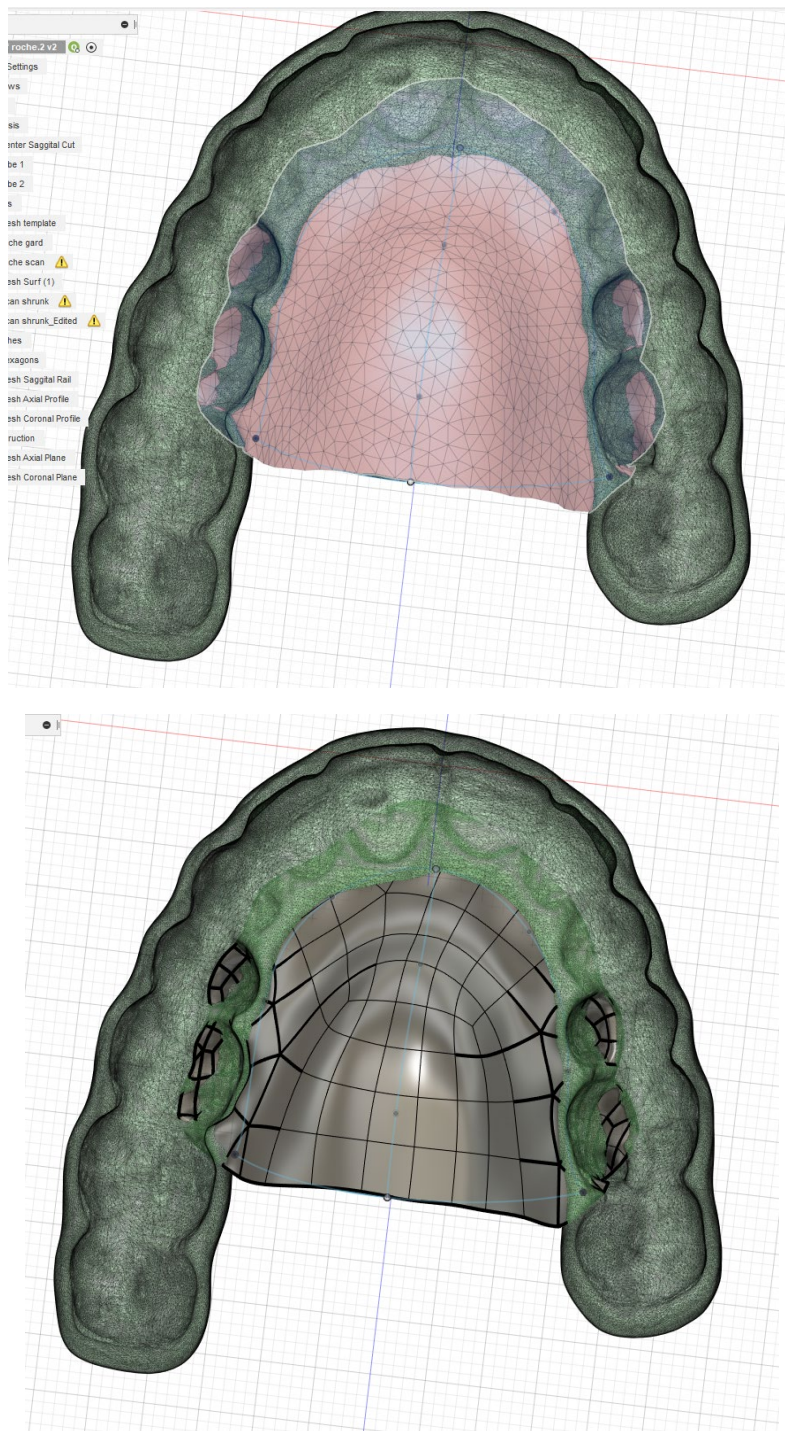 roche.2 v2
Settings
ws
sis
enter Saggital Cut
be 1
be 2
s
esh template
che gard
che scan
esh Surf (1)
can shrunk
can shrunk_Edited
hes
exagons
esh Saggital Rail
esh Axial Profile
esh Coronal Profile
ruction
esh Axial Plane
esh Coronal Plane